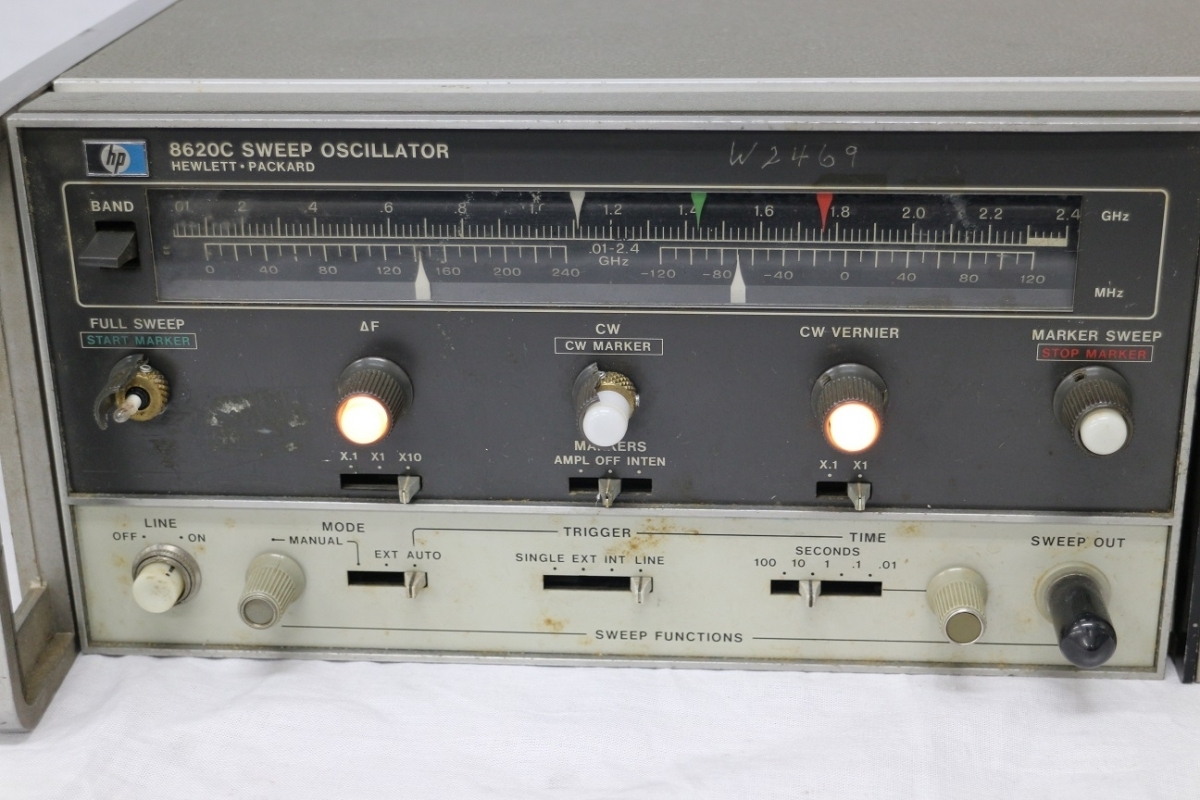 hp 8620C SWEEP OSCILLATOR
HEWLETT • PACKARD
W2469
BAND
.01 .2 .4 .6 .8 1. 1.2 1.4 1.6 1.8 2.0 2.2 2.4 GHz
.01-2.4
GHz
0 40 80 120 160 200 240 -120 -80 -40 0 40 80 120 MHz
FULL SWEEP
START MARKER
ΔF
CW
CW MARKER
CW VERNIER
MARKER SWEEP
STOP MARKER
X.1 X1 X10
MARKERS
AMPL OFF INTEN
X.1 X1
LINE
OFF ON
MODE
MANUAL
EXT AUTO
TRIGGER
SINGLE EXT INT LINE
TIME
SECONDS
100 10 1 .1 .01
SWEEP OUT
SWEEP FUNCTIONS